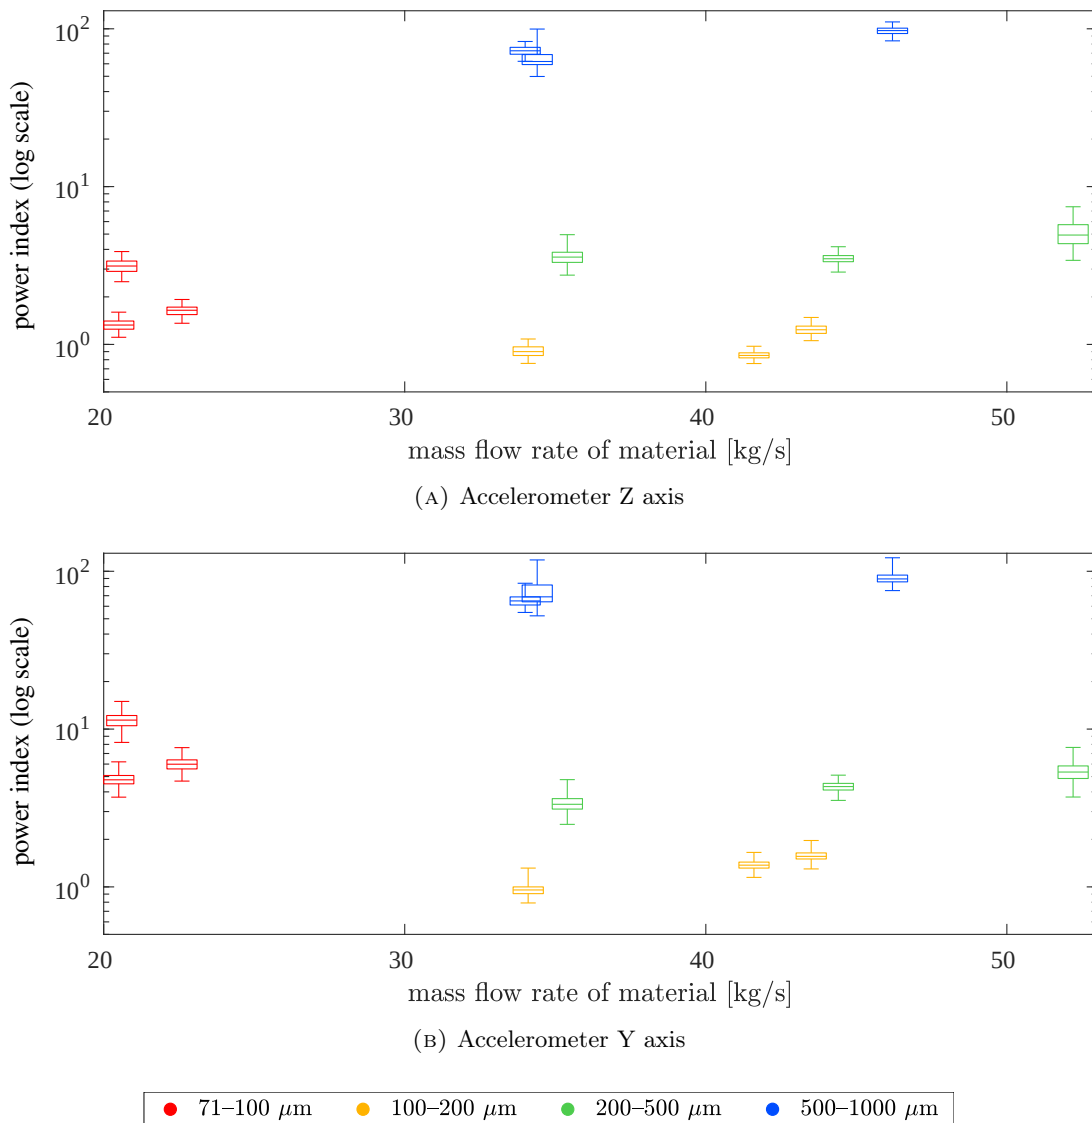 10²
10¹
10⁰
power index (log scale)
20 30 40 50
mass flow rate of material [kg/s]
(A) Accelerometer Z axis
10²
10¹
10⁰
power index (log scale)
20 30 40 50
mass flow rate of material [kg/s]
(B) Accelerometer Y axis
71–100 μm 100–200 μm 200–500 μm 500–1000 μm